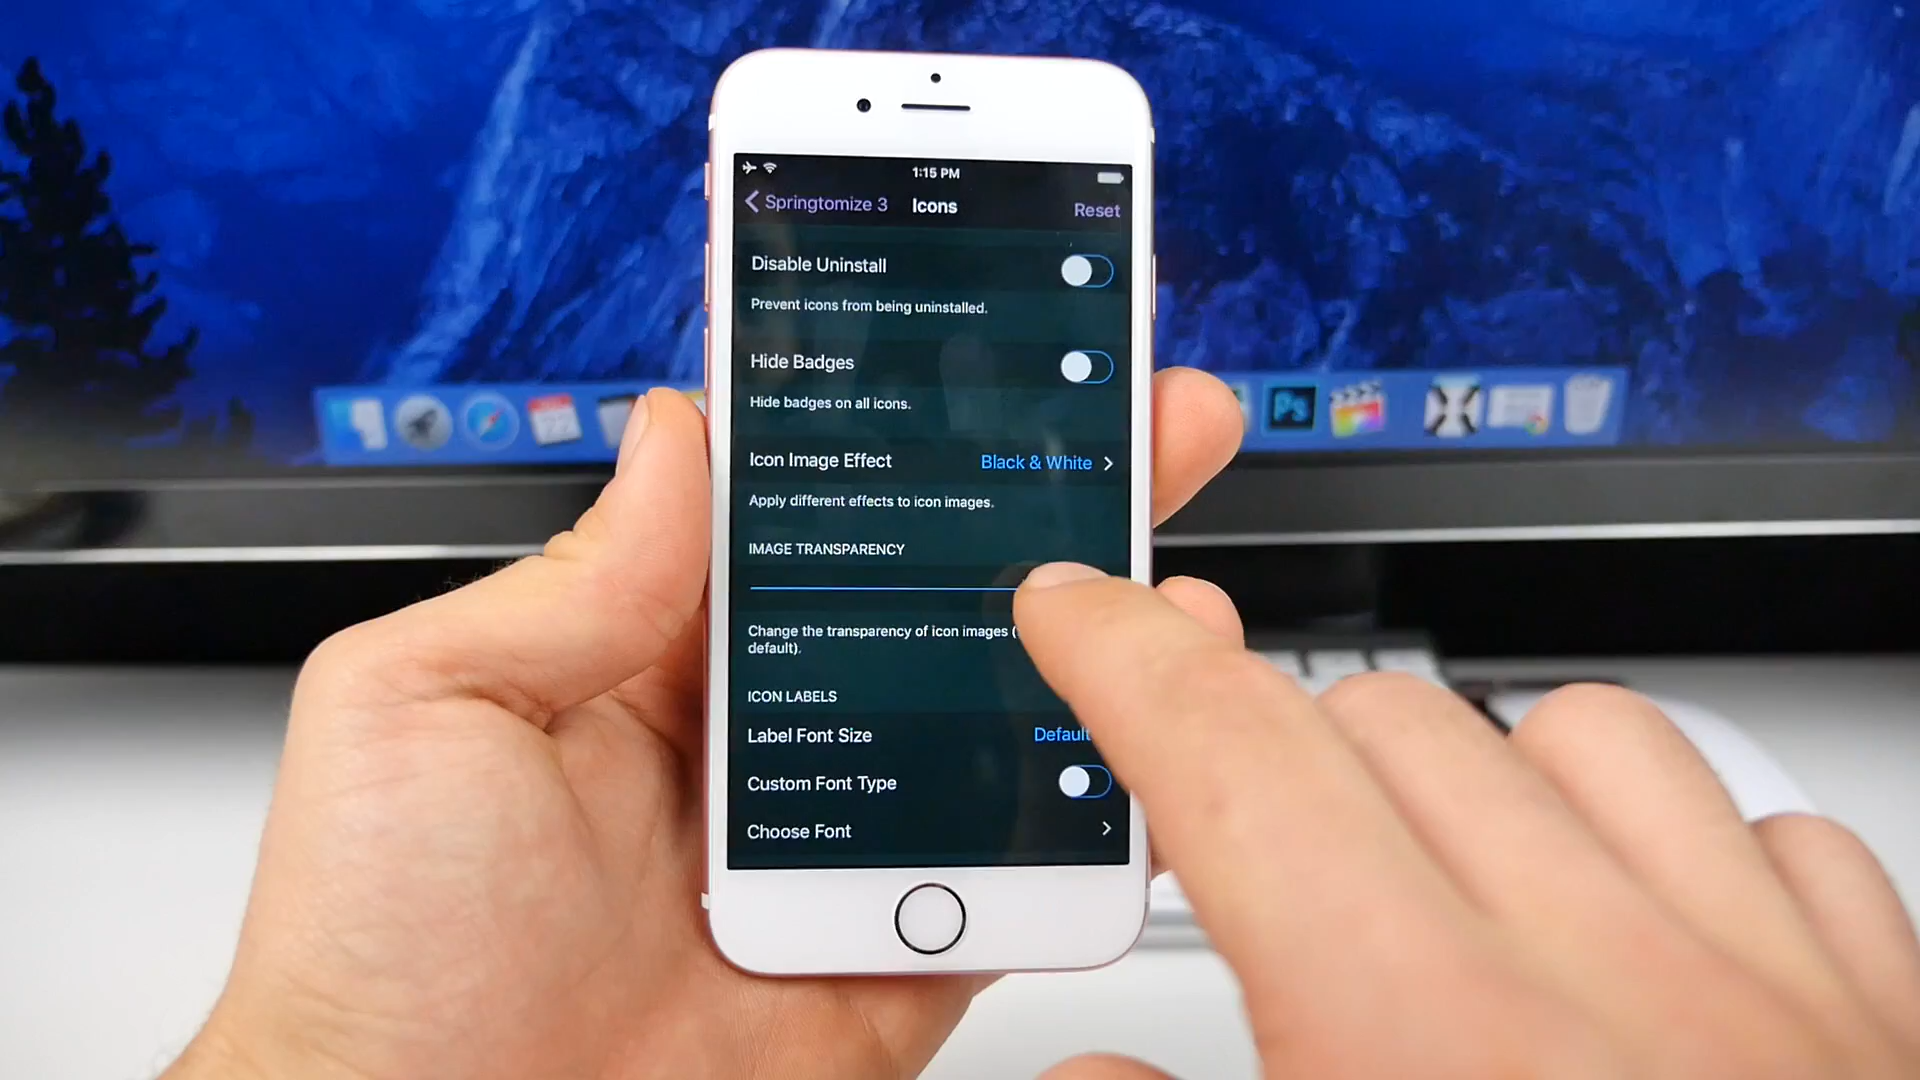 1:15 PM
Springtomize 3
Icons
Reset
Disable Uninstall
Prevent icons from being uninstalled.
Hide Badges
Hide badges on all icons.
Icon Image Effect
Black & White
Apply different effects to icon images.
IMAGE TRANSPARENCY
Change the transparency of icon images (
default).
ICON LABELS
Label Font Size
Default
Custom Font Type
Choose Font
Ps